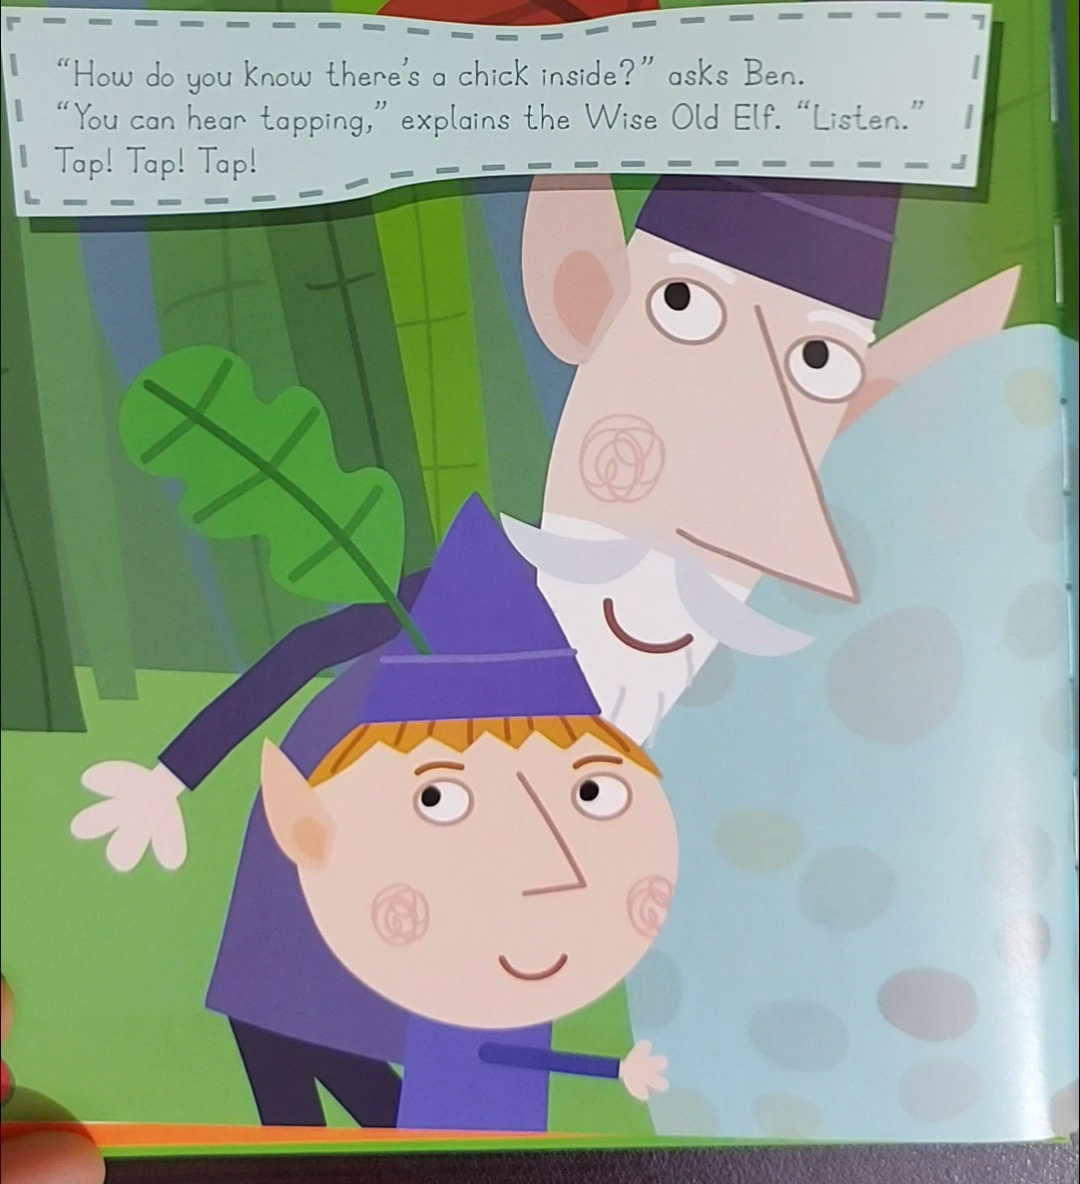 “How do you know there’s a chick inside?” asks Ben.
“You can hear tapping,” explains the Wise Old Elf. “Listen.”
Tap! Tap! Tap!